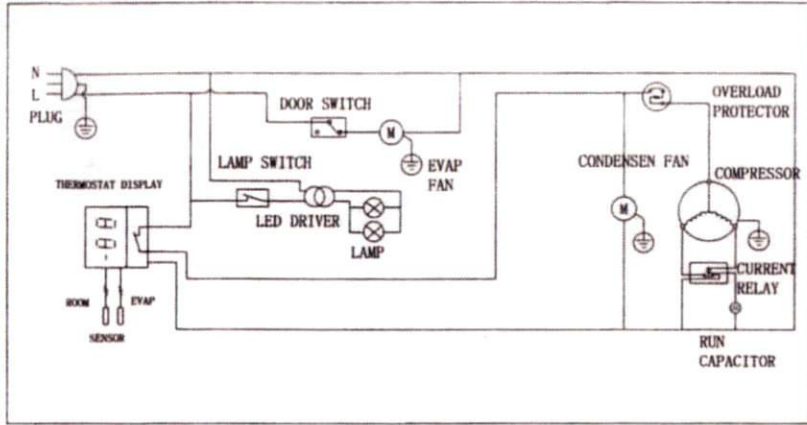 N
L
PLUG
DOOR SWITCH
M
EVAP
FAN
LAMP SWITCH
LED DRIVER
LAMP
THERMOSTAT DISPLAY
ROOM
EVAP
SENSOR
OVERLOAD
PROTECTOR
CONDENSEN FAN
M
COMPRESSOR
CURRENT
RELAY
RUN
CAPACITOR